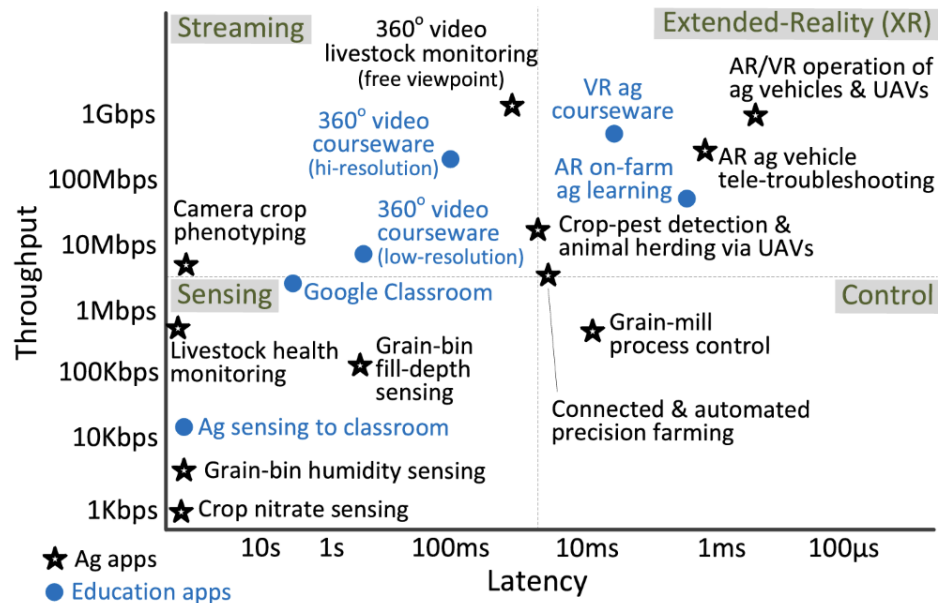 Streaming
360° video
livestock monitoring
(free viewpoint)
Extended-Reality (XR)
AR/VR operation of
ag vehicles & UAVs
VR ag
courseware
360° video
courseware
(hi-resolution)
AR ag vehicle
tele-troubleshooting
AR on-farm
ag learning
Camera crop
phenotyping
360° video
courseware
(low-resolution)
Crop-pest detection &
animal herding via UAVs
Sensing
Google Classroom
Control
Livestock health
monitoring
Grain-bin
fill-depth
sensing
Grain-mill
process control
Connected & automated
precision farming
Ag sensing to classroom
Grain-bin humidity sensing
Crop nitrate sensing
Throughput
1Gbps
100Mbps
10Mbps
1Mbps
100Kbps
10Kbps
1Kbps
10s
1s
100ms
10ms
1ms
100µs
Latency
Ag apps
Education apps